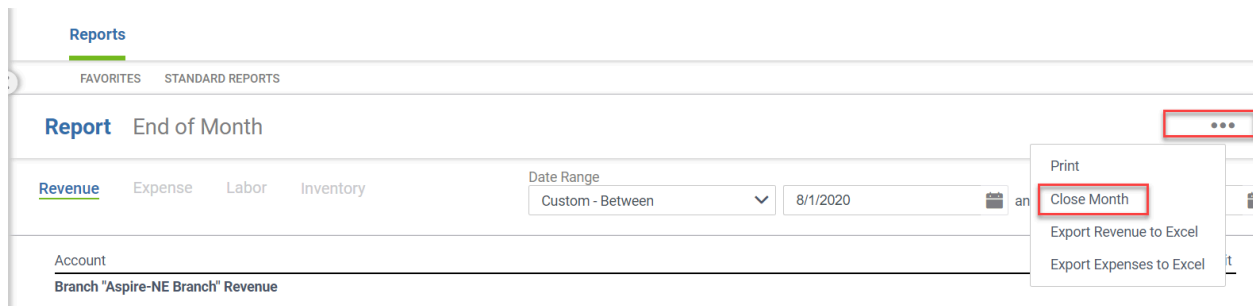 Reports
FAVORITES STANDARD REPORTS
Report End of Month
Print
Revenue Expense Labor Inventory
Date Range
Custom - Between 8/1/2020
Close Month
Export Revenue to Excel
Export Expenses to Excel
Account
Branch "Aspire-NE Branch" Revenue